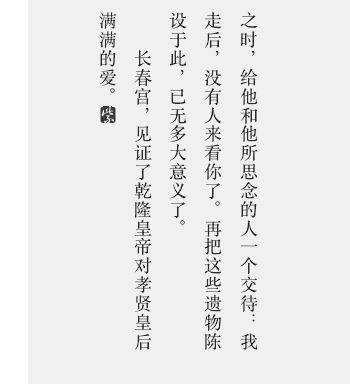 之时，给他和他所思念的人一个交待：我
走后，没有人来看你了。再把这些遗物陈
设于此，已无多大意义了。
长春宫，见证了乾隆皇帝对孝贤皇后
满满的爱。